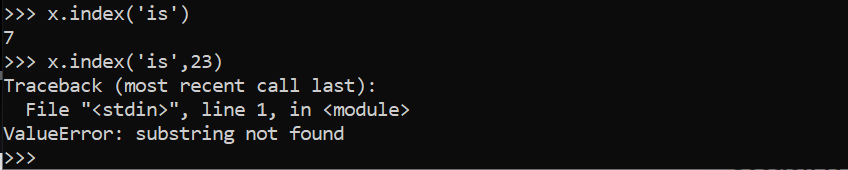 >>> x.index('is')
7
>>> x.index('is',23)
Traceback (most recent call last):
  File "<stdin>", line 1, in <module>
ValueError: substring not found
>>>